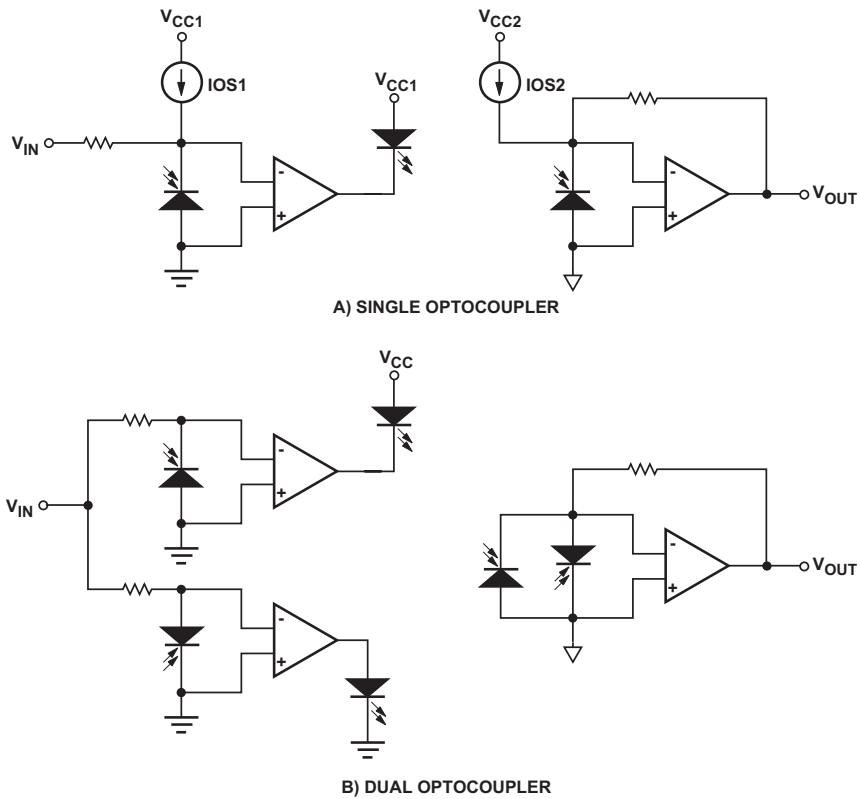 VCC1
IOS1
VCC1
VIN
-
+
VCC2
IOS2
-
+
VOUT
A) SINGLE OPTOCOUPLER
VCC
-
+
VIN
-
+
-
+
VOUT
B) DUAL OPTOCOUPLER